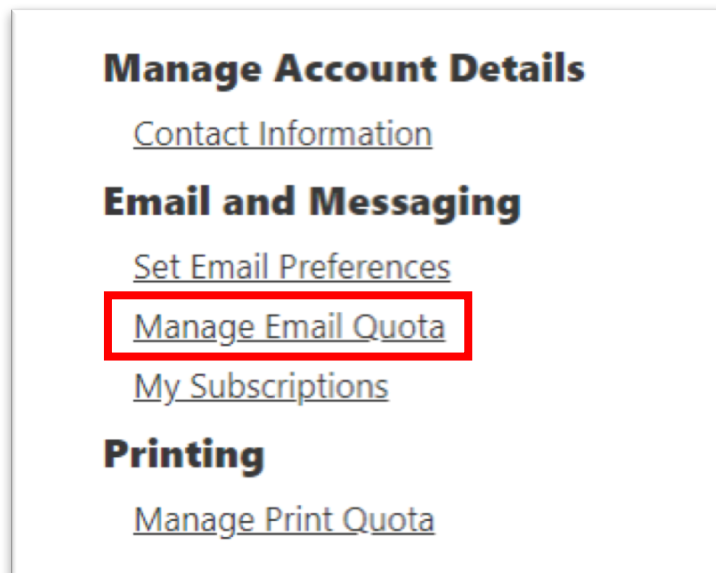 Manage Account Details
Contact Information
Email and Messaging
Set Email Preferences
Manage Email Quota
My Subscriptions
Printing
Manage Print Quota